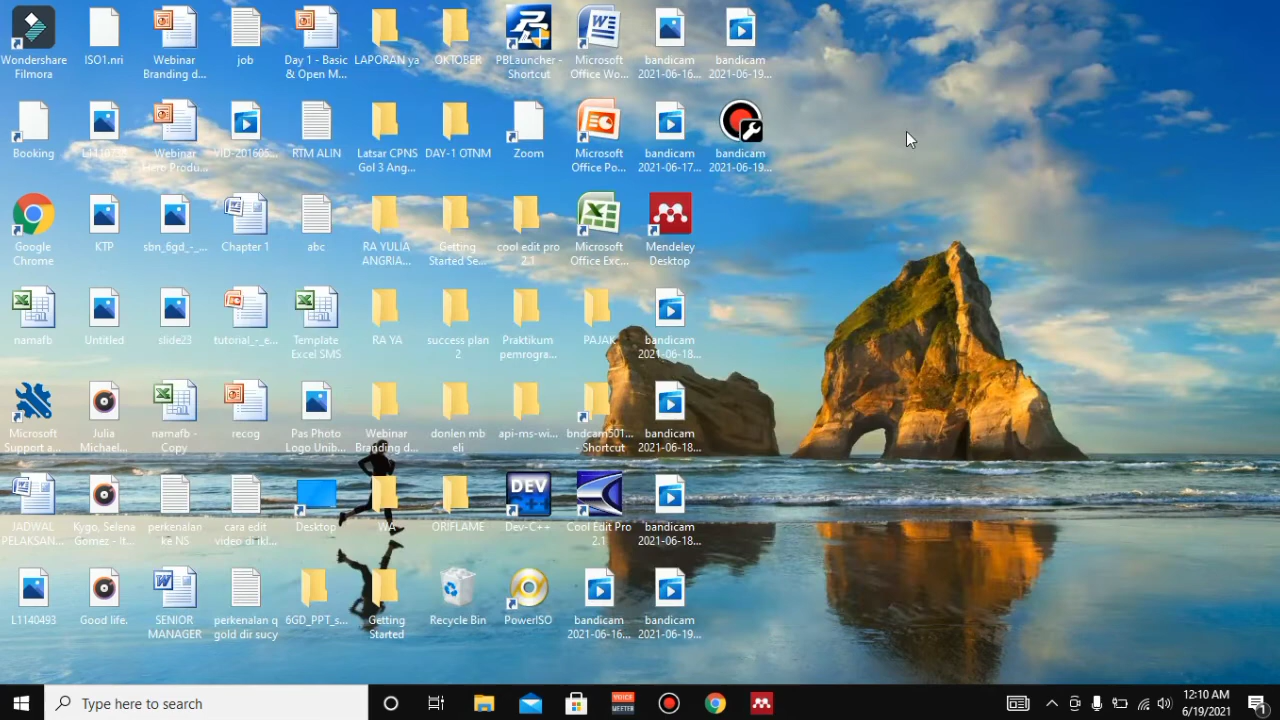 Wondershare
Filmora
ISO1.nri
Webinar
Branding d...
job
Day 1 - Basic
& Open M...
LAPORAN ya
OKTOBER
PBLauncher -
Shortcut
Microsoft
Office Wo...
bandicam
2021-06-16...
bandicam
2021-06-19...
Booking
Webinar
Hero Produ...
VID-201605...
RTM ALIN
Latsar CPNS
Gol 3 Ang...
DAY-1 OTNM
Zoom
Microsoft
Office Po...
bandicam
2021-06-17...
bandicam
2021-06-19...
Google
Chrome
KTP
sbn_6gd_-_...
Chapter 1
abc
RA YULIA
ANGRIA...
Getting
Started Se...
cool edit pro
2.1
Microsoft
Office Exc...
Mendeley
Desktop
namafb
Untitled
slide23
tutorial_-_e...
Template
Excel SMS
RA YA
success plan
2
Praktikum
pemrogra...
PAJAK
bandicam
2021-06-18...
Microsoft
Support a...
Julia
Michael...
namafb -
Copy
recog
Pas Photo
Logo Unib...
Webinar
Branding d...
donlen mb
eli
api-ms-wi...
bndcam501...
- Shortcut
bandicam
2021-06-18...
JADWAL
PELAKSAN...
Kygo, Selena
Gomez - It...
perkenalan
ke NS
cara edit
video di ikl...
Desktop
WA
ORIFLAME
DEV
C++
Dev-C++
Cool Edit Pro
2.1
bandicam
2021-06-18...
L1140493
Good life.
SENIOR
MANAGER
perkenalan q
gold dir sucy
6GD_PPT_s...
Getting
Started
Recycle Bin
PowerISO
bandicam
2021-06-16...
bandicam
2021-06-19...
Type here to search
VOICE
MEETER
12:10 AM
6/19/2021
1